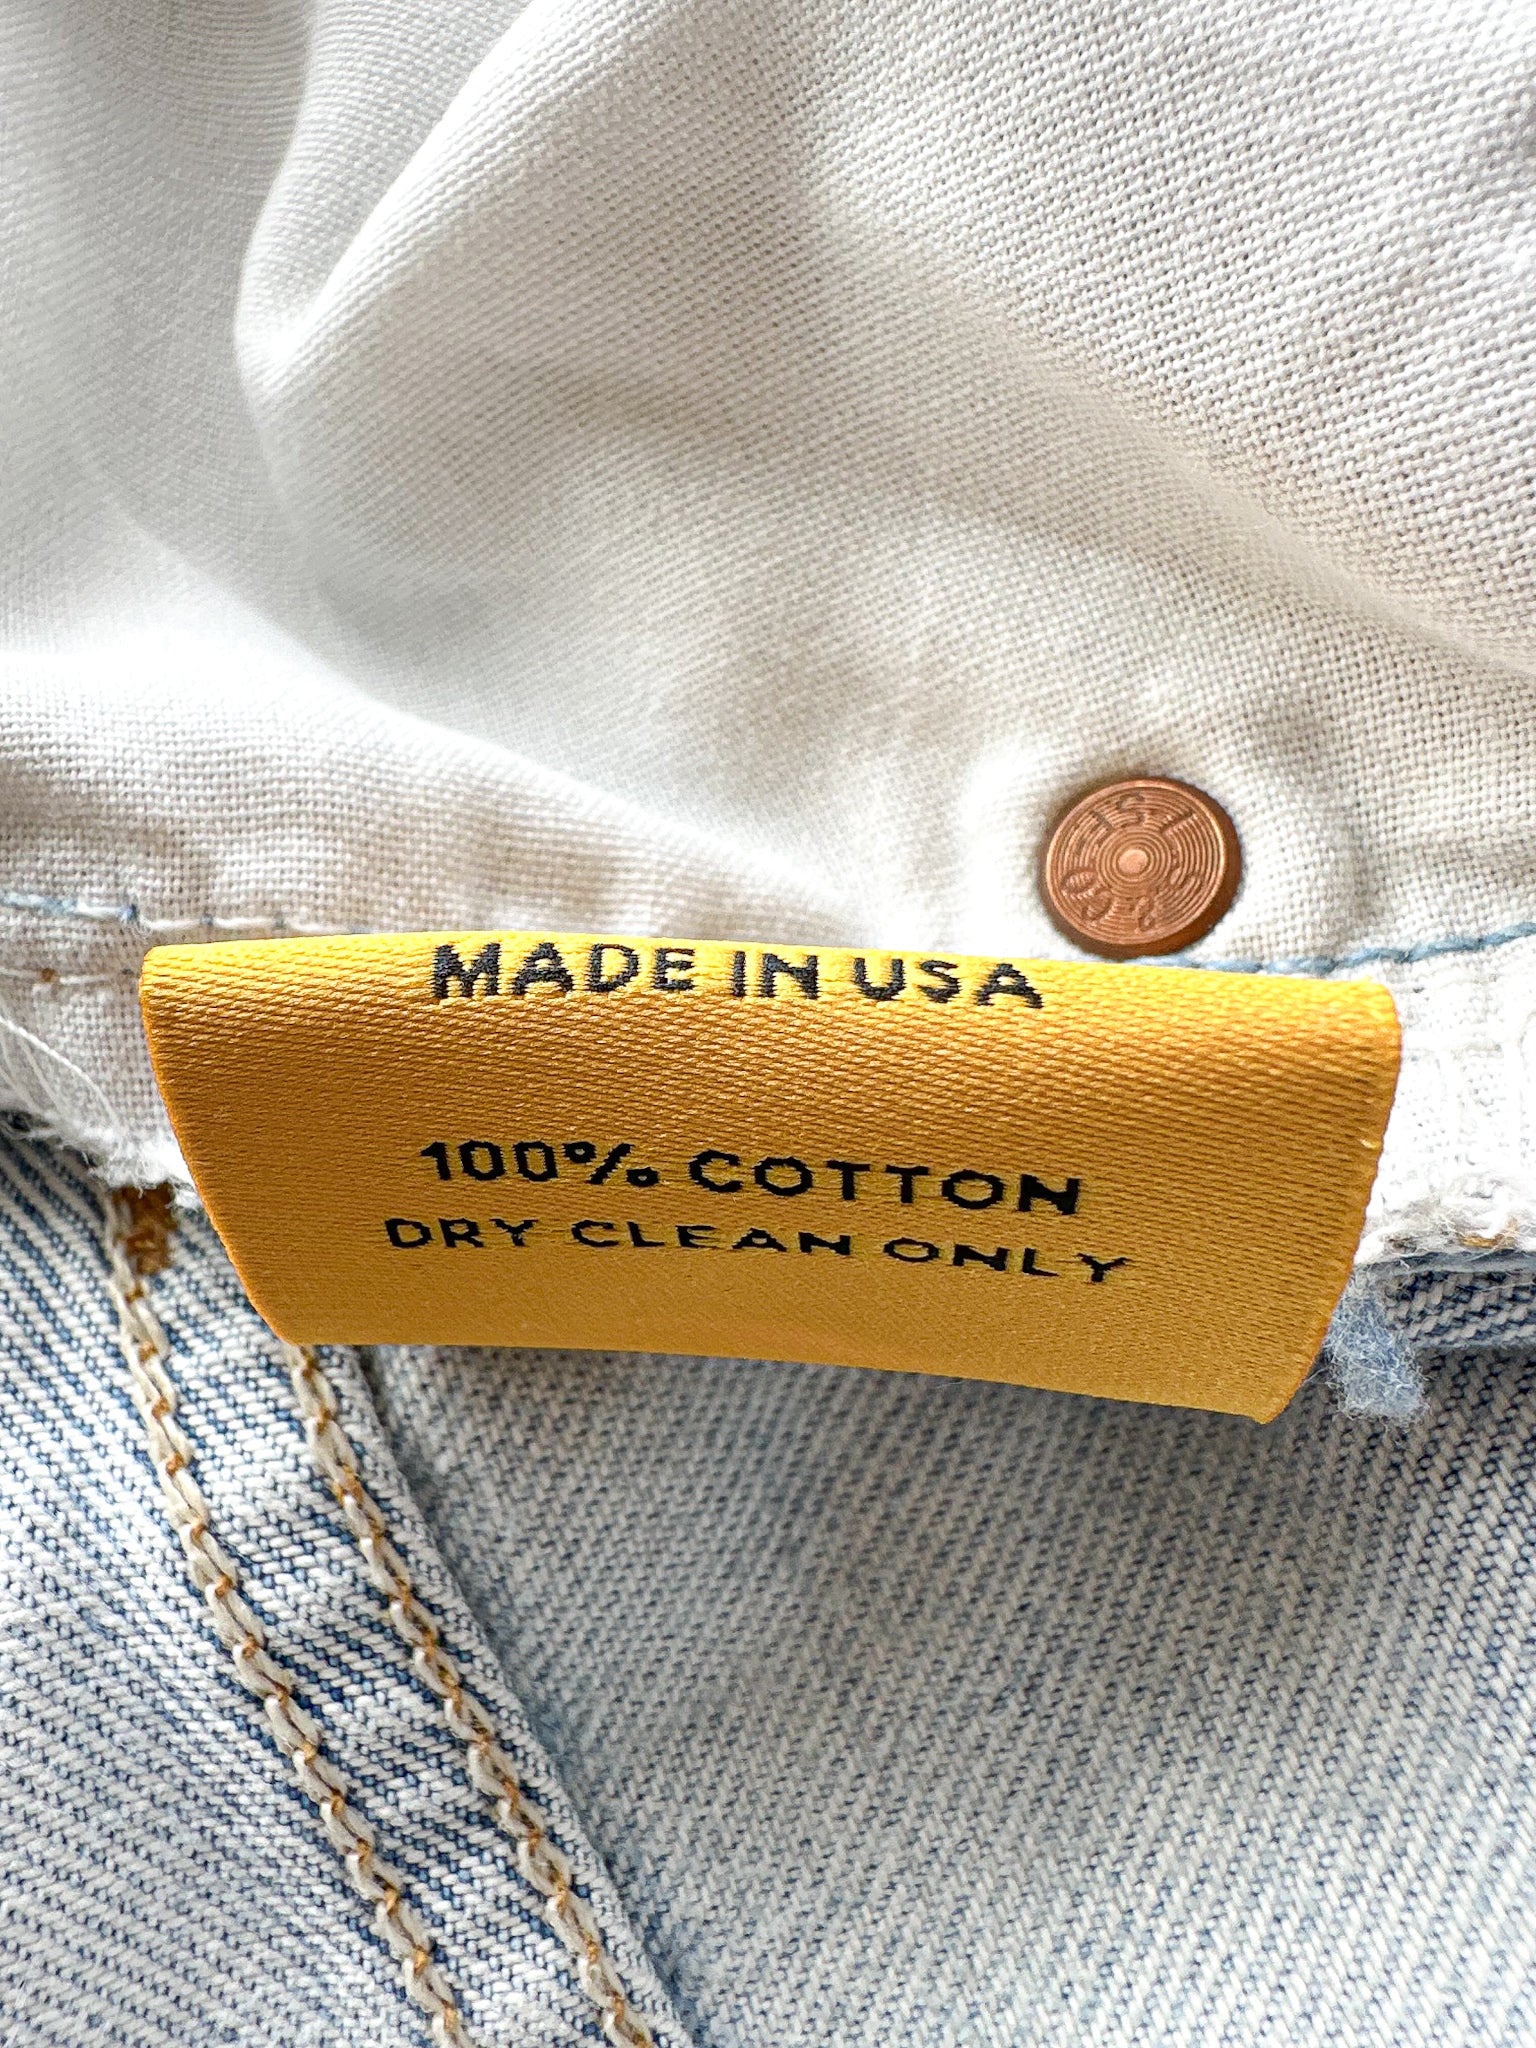 MADE IN USA
100% COTTON
DRY CLEAN ONLY